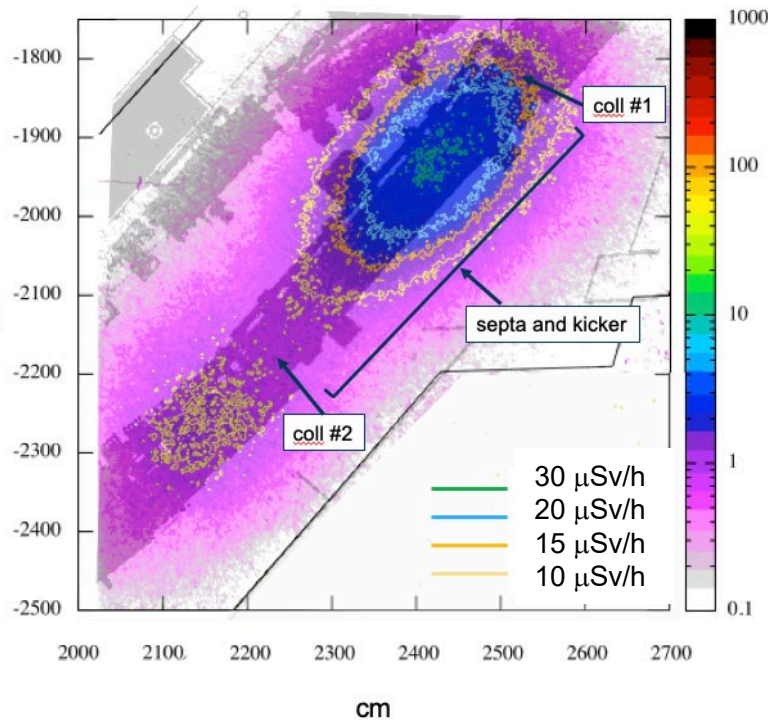 -1800
-1900
-2000
-2100
-2200
-2300
-2400
-2500
2000 2100 2200 2300 2400 2500 2600 2700
cm
1000
100
10
1
0.1
coll #1
septa and kicker
coll #2
30 μSv/h
20 μSv/h
15 μSv/h
10 μSv/h